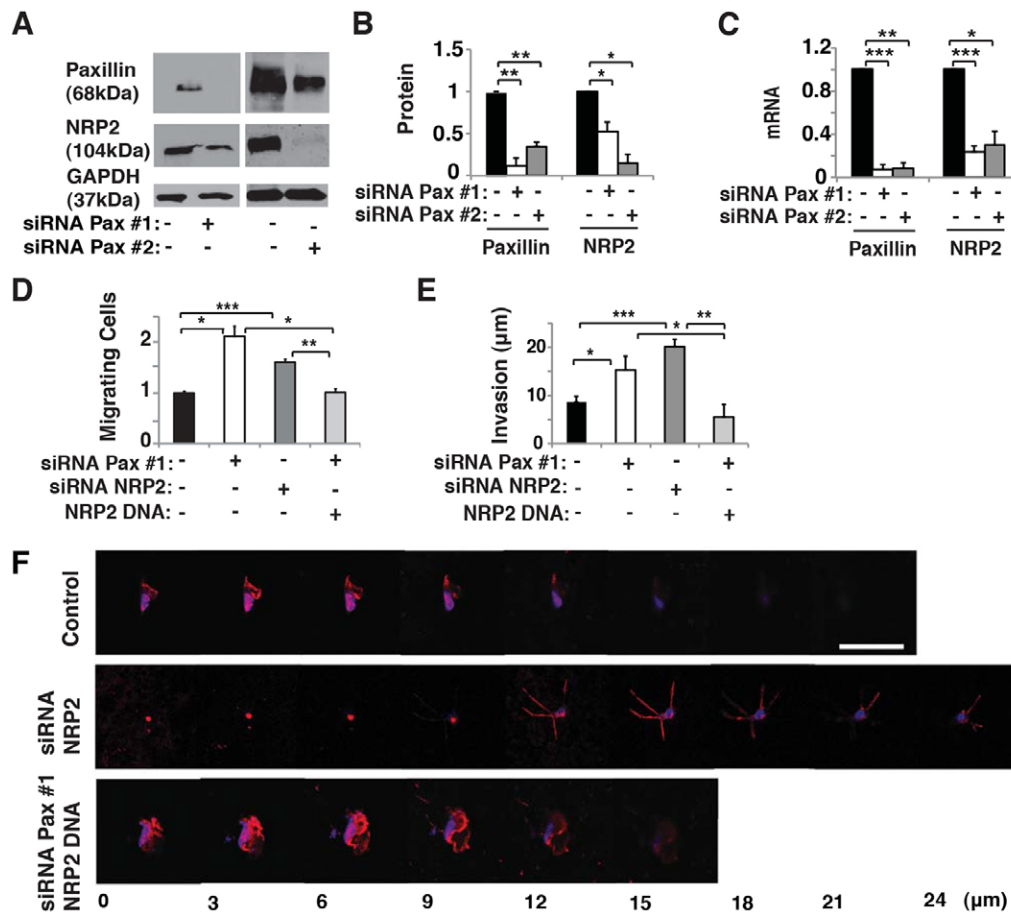 A
Paxillin
(68kDa)
NRP2
(104kDa)
GAPDH
(37kDa)
siRNA Pax #1: - + - -
siRNA Pax #2: - - - +
B
Protein
1
0.5
0
** **
* *
siRNA Pax #1: - + - - + -
siRNA Pax #2: - - + - - +
Paxillin NRP2
C
mRNA
1.2
0.8
0.4
0
** ***
* ***
siRNA Pax #1: - + - - + -
siRNA Pax #2: - - + - - +
Paxillin NRP2
D
Migrating Cells
2
1
0
***
* *
**
siRNA Pax #1: - + - +
siRNA NRP2: - - + -
NRP2 DNA: - - - +
E
Invasion (µm)
20
10
0
*** **
* *
siRNA Pax #1: - + - +
siRNA NRP2: - - + -
NRP2 DNA: - - - +
F
Control
siRNA
NRP2
siRNA Pax #1
NRP2 DNA
0 3 6 9 12 15 18 21 24 (µm)